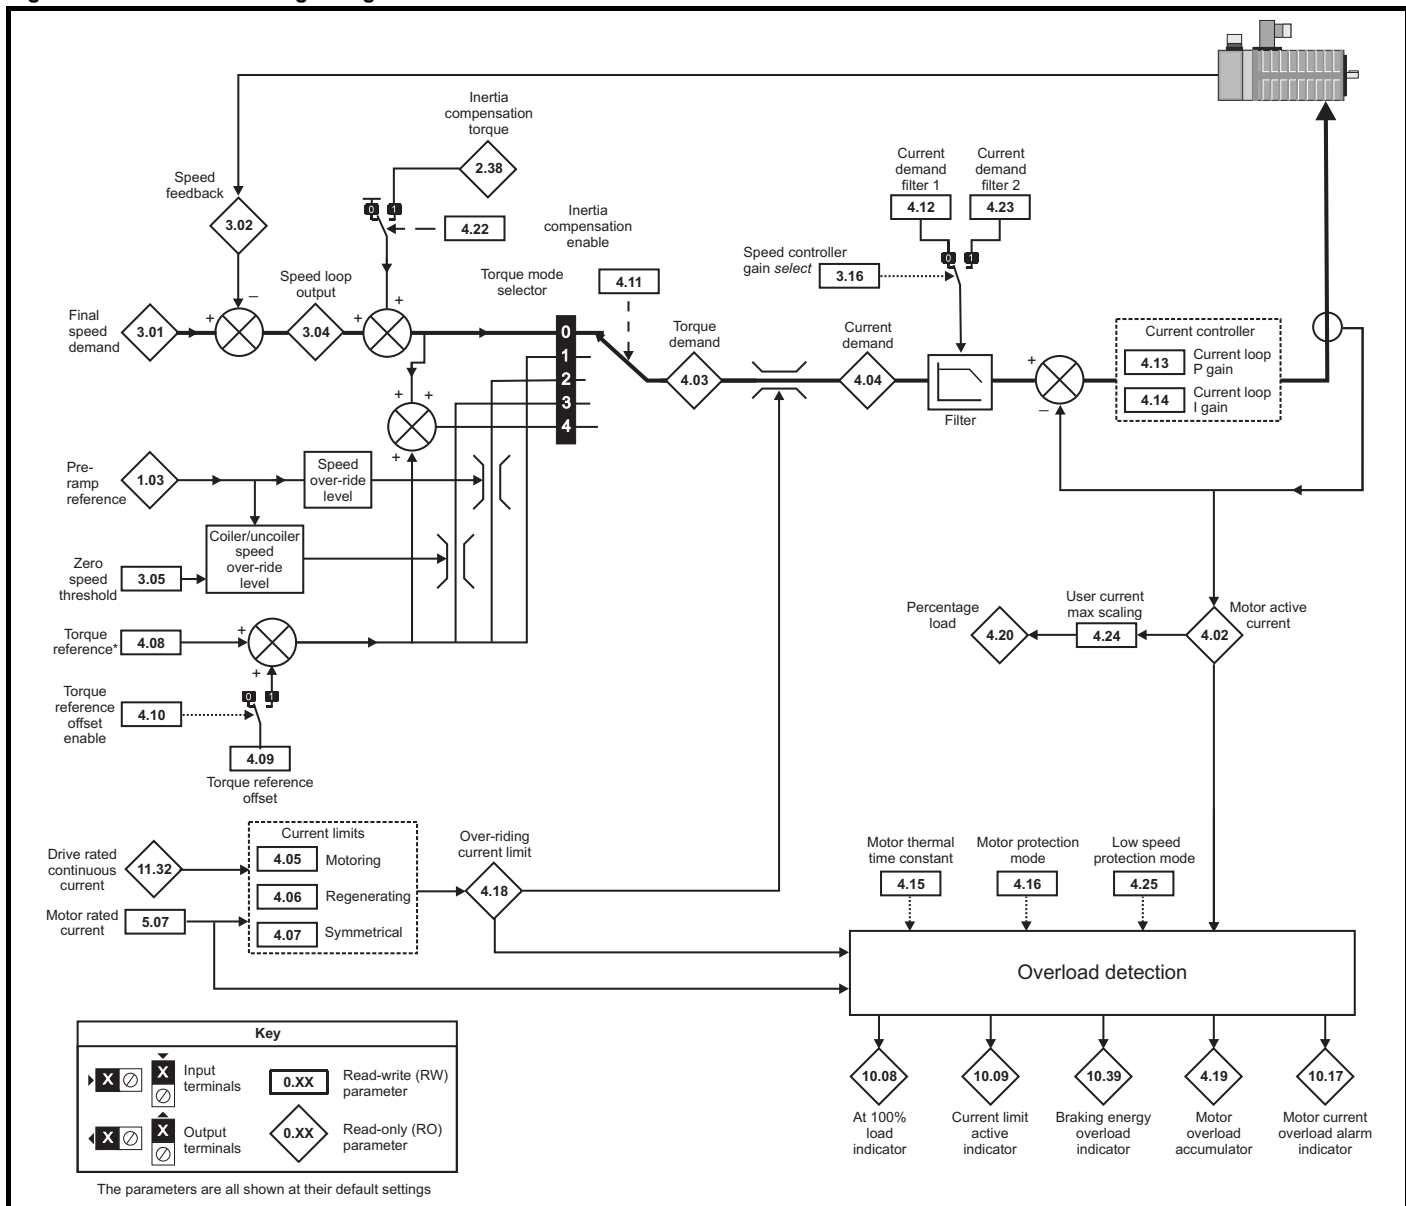 Inertia
compensation
torque
2.38
Speed
feedback
3.02
0 1
4.22
Inertia
compensation
enable
Current
demand
filter 1
Current
demand
filter 2
4.12
4.23
Speed controller
gain select
3.16
0 1
Final
speed
demand
3.01
+
–
Speed loop
output
3.04
+
+
Torque mode
selector
4.11
0
1
2
3
4
Torque
demand
4.03
Current
demand
4.04
Filter
+
–
Current controller
4.13
Current loop
P gain
4.14
Current loop
I gain
+ +
+
Pre-
ramp
reference
1.03
Speed
over-ride
level
Coiler/uncoiler
speed
over-ride
level
Zero
speed
threshold
3.05
Torque
reference*
4.08
+
+
Torque
reference
offset
enable
4.10
0 1
4.09
Torque reference
offset
Percentage
load
4.20
User current
max scaling
4.24
4.02
Motor active
current
Drive rated
continuous
current
11.32
Motor rated
current
5.07
Current limits
4.05
Motoring
4.06
Regenerating
4.07
Symmetrical
Over-riding
current limit
4.18
Motor thermal
time constant
4.15
Motor protection
mode
4.16
Low speed
protection mode
4.25
Overload detection
10.08
At 100%
load
indicator
10.09
Current limit
active
indicator
10.39
Braking energy
overload
indicator
4.19
Motor
overload
accumulator
10.17
Motor current
overload alarm
indicator
Key
X
X
Input
terminals
0.XX
Read-write (RW)
parameter
X
X
Output
terminals
0.XX
Read-only (RO)
parameter
The parameters are all shown at their default settings